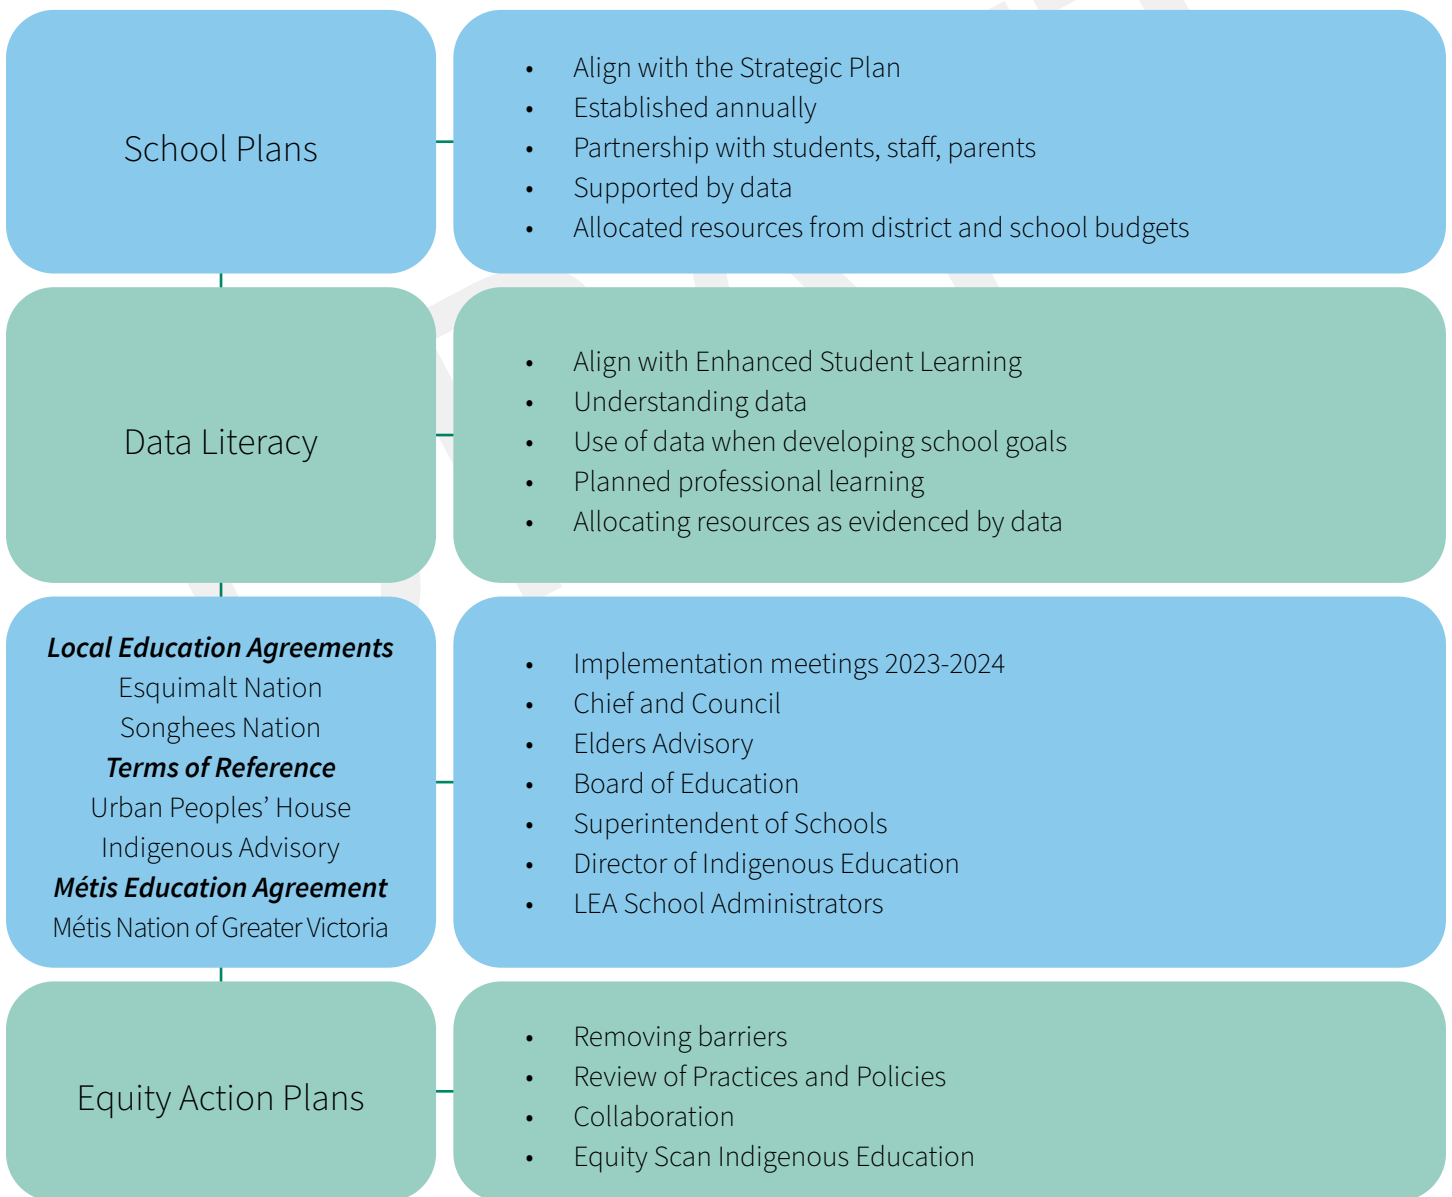 School Plans
• Align with the Strategic Plan
• Established annually
• Partnership with students, staff, parents
• Supported by data
• Allocated resources from district and school budgets
Data Literacy
• Align with Enhanced Student Learning
• Understanding data
• Use of data when developing school goals
• Planned professional learning
• Allocating resources as evidenced by data
Local Education Agreements
Esquimalt Nation
Songhees Nation
Terms of Reference
Urban Peoples’ House
Indigenous Advisory
Métis Education Agreement
Métis Nation of Greater Victoria
• Implementation meetings 2023-2024
• Chief and Council
• Elders Advisory
• Board of Education
• Superintendent of Schools
• Director of Indigenous Education
• LEA School Administrators
Equity Action Plans
• Removing barriers
• Review of Practices and Policies
• Collaboration
• Equity Scan Indigenous Education